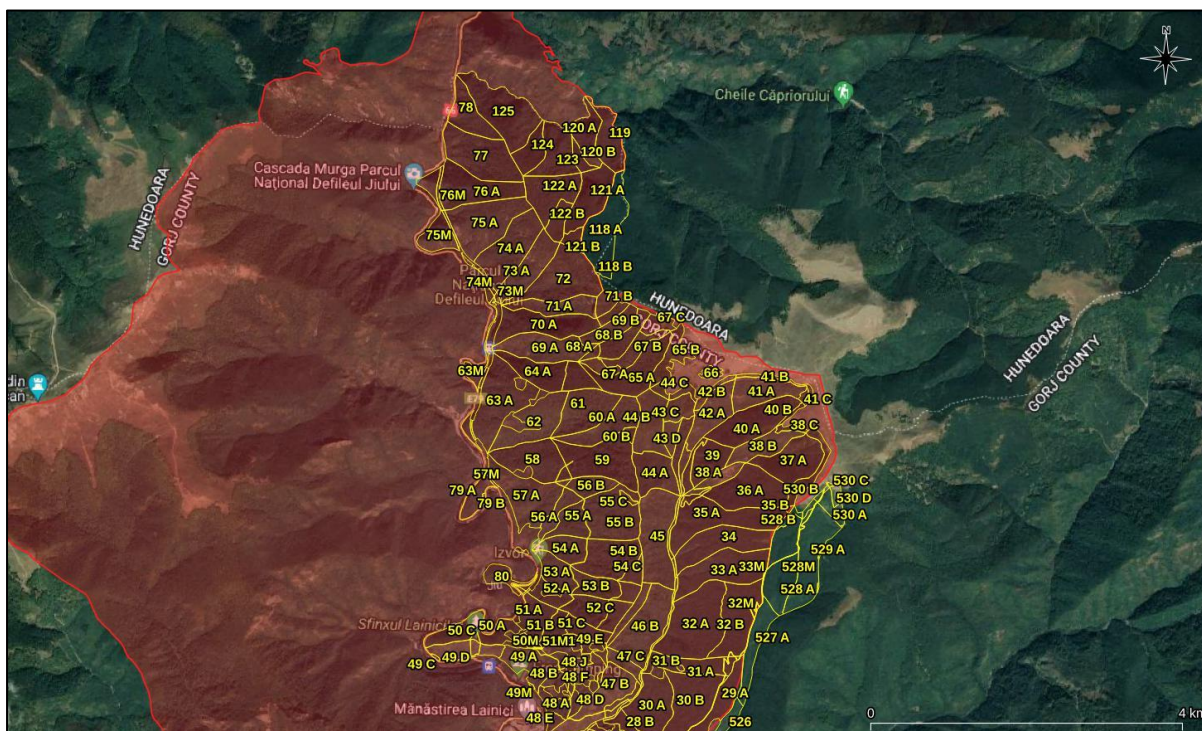 N
78
125
120 A
119
Cheile Căpriorului
124
123
120 B
77
Cascada Murga Parcul
Național Defileul Jiului
76M
76 A
122 A
121 A
75 A
122 B
75M
118 A
74 A
121 B
HUNEDOARA
GORJ COUNTY
73 A
118 B
74M
73M
72
71 B
HUNEDOARA
71 A
69 B
67 C
70 A
68 B
69 A
68 A
67 B
65 B
HUNEDOARA
GORJ COUNTY
63M
64 A
67 A
65 A
44 C
66
42 B
41 B
41 A
41 C
63 A
61
60 A
44 B
43 C
42 A
40 B
62
60 B
43 D
40 A
38 C
38 B
58
59
44 A
39
38 A
37 A
57M
79 A
79 B
57 A
56 B
55 C
36 A
530 B
530 C
530 D
530 A
35 B
56 A
55 A
55 B
45
35 A
528 B
54 A
54 B
34
529 A
54 C
53 A
33 A
33M
528M
80
52 A
53 B
528 A
51 A
52 C
32M
Sfinxul Lainici
50 C
50 A
51 B
51 C
46 B
32 A
32 B
527 A
50M
51M1
49 E
49 C
49 D
49 A
48 J
47 C
31 B
48 B
48 F
47 B
31 A
49M
48 D
30 B
29 A
Mănăstirea Lainici
48 A
30 A
48 E
28 B
526
0
4 km